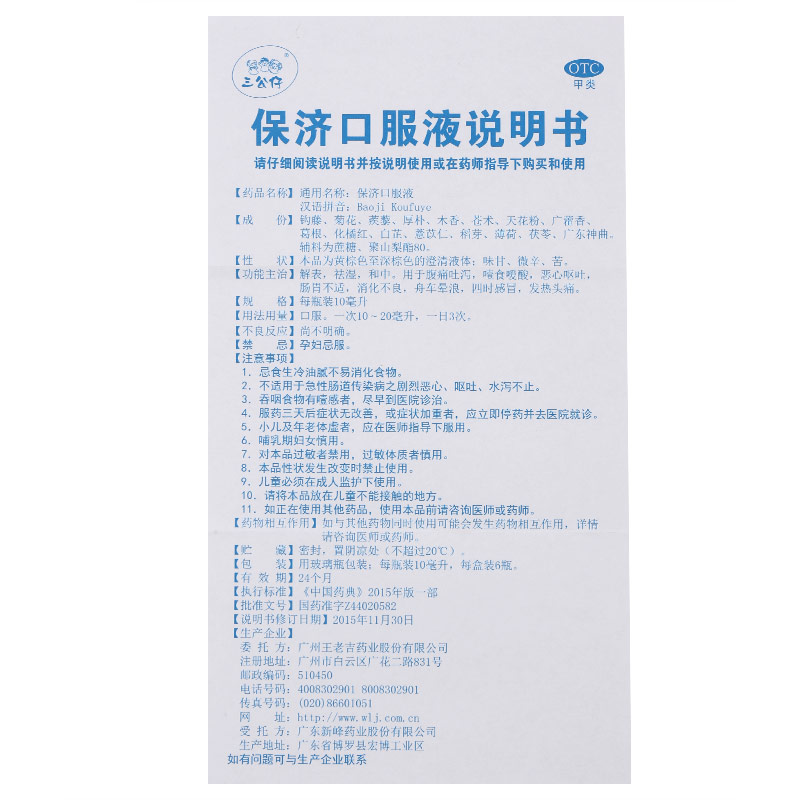 三公仔
®
OTC
甲类
保济口服液说明书
请仔细阅读说明书并按说明使用或在药师指导下购买和使用
【药品名称】通用名称：保济口服液
汉语拼音：Baoji Koufuye
【成 份】钩藤、菊花、蒺藜、厚朴、木香、苍术、天花粉、广藿香、
葛根、化橘红、白芷、薏苡仁、稻芽、薄荷、茯苓、广东神曲。
辅料为蔗糖、聚山梨酯80。
【性 状】本品为黄棕色至深棕色的澄清液体；味甘、微辛、苦。
【功能主治】解表，祛湿，和中。用于腹痛吐泻，噎食嗳酸，恶心呕吐，
肠胃不适，消化不良，舟车晕浪，四时感冒，发热头痛。
【规 格】每瓶装10毫升
【用法用量】口服。一次10～20毫升，一日3次。
【不良反应】尚不明确。
【禁 忌】孕妇忌服。
【注意事项】
1．忌食生冷油腻不易消化食物。
2．不适用于急性肠道传染病之剧烈恶心、呕吐、水泻不止。
3．吞咽食物有噎感者，尽早到医院诊治。
4．服药三天后症状无改善，或症状加重者，应立即停药并去医院就诊。
5．小儿及年老体虚者，应在医师指导下服用。
6．哺乳期妇女慎用。
7．对本品过敏者禁用，过敏体质者慎用。
8．本品性状发生改变时禁止使用。
9．儿童必须在成人监护下使用。
10．请将本品放在儿童不能接触的地方。
11．如正在使用其他药品，使用本品前请咨询医师或药师。
【药物相互作用】如与其他药物同时使用可能会发生药物相互作用，详情
请咨询医师或药师。
【贮 藏】密封，置阴凉处（不超过20℃）。
【包 装】用玻璃瓶包装；每瓶装10毫升，每盒装6瓶。
【有 效 期】24个月
【执行标准】《中国药典》2015年版一部
【批准文号】国药准字Z44020582
【说明书修订日期】2015年11月30日
【生产企业】
委 托 方：广州王老吉药业股份有限公司
注册地址：广州市白云区广花二路831号
邮政编码：510450
电话号码：4008302901 8008302901
传真号码：(020)86601051
网 址：http://www.wlj.com.cn
受 托 方：广东新峰药业股份有限公司
生产地址：广东省博罗县宏博工业区
如有问题可与生产企业联系